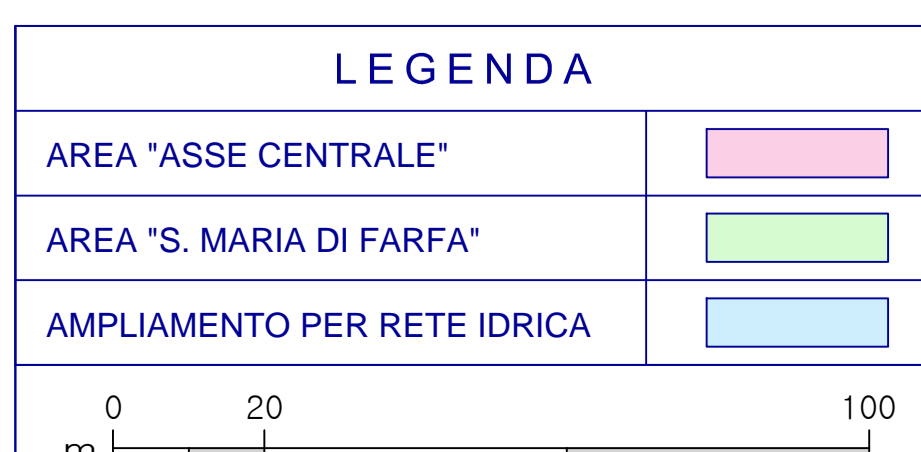 LEGENDA
AREA "ASSE CENTRALE"
AREA "S. MARIA DI FARFA"
AMPLIAMENTO PER RETE IDRICA
0 20 100
m